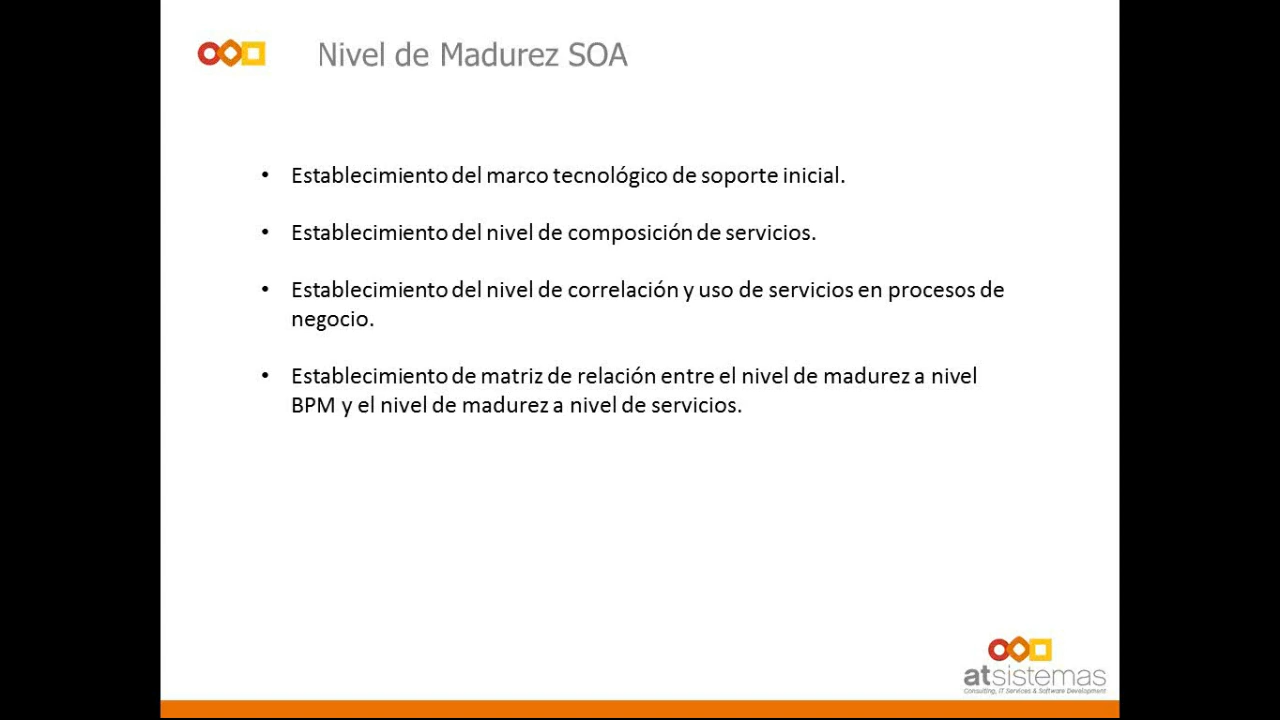 Nivel de Madurez SOA
• Establecimiento del marco tecnológico de soporte inicial.
• Establecimiento del nivel de composición de servicios.
• Establecimiento del nivel de correlación y uso de servicios en procesos de
negocio.
• Establecimiento de matriz de relación entre el nivel de madurez a nivel
BPM y el nivel de madurez a nivel de servicios.
atsistemas
Consulting, IT Services & Software Development